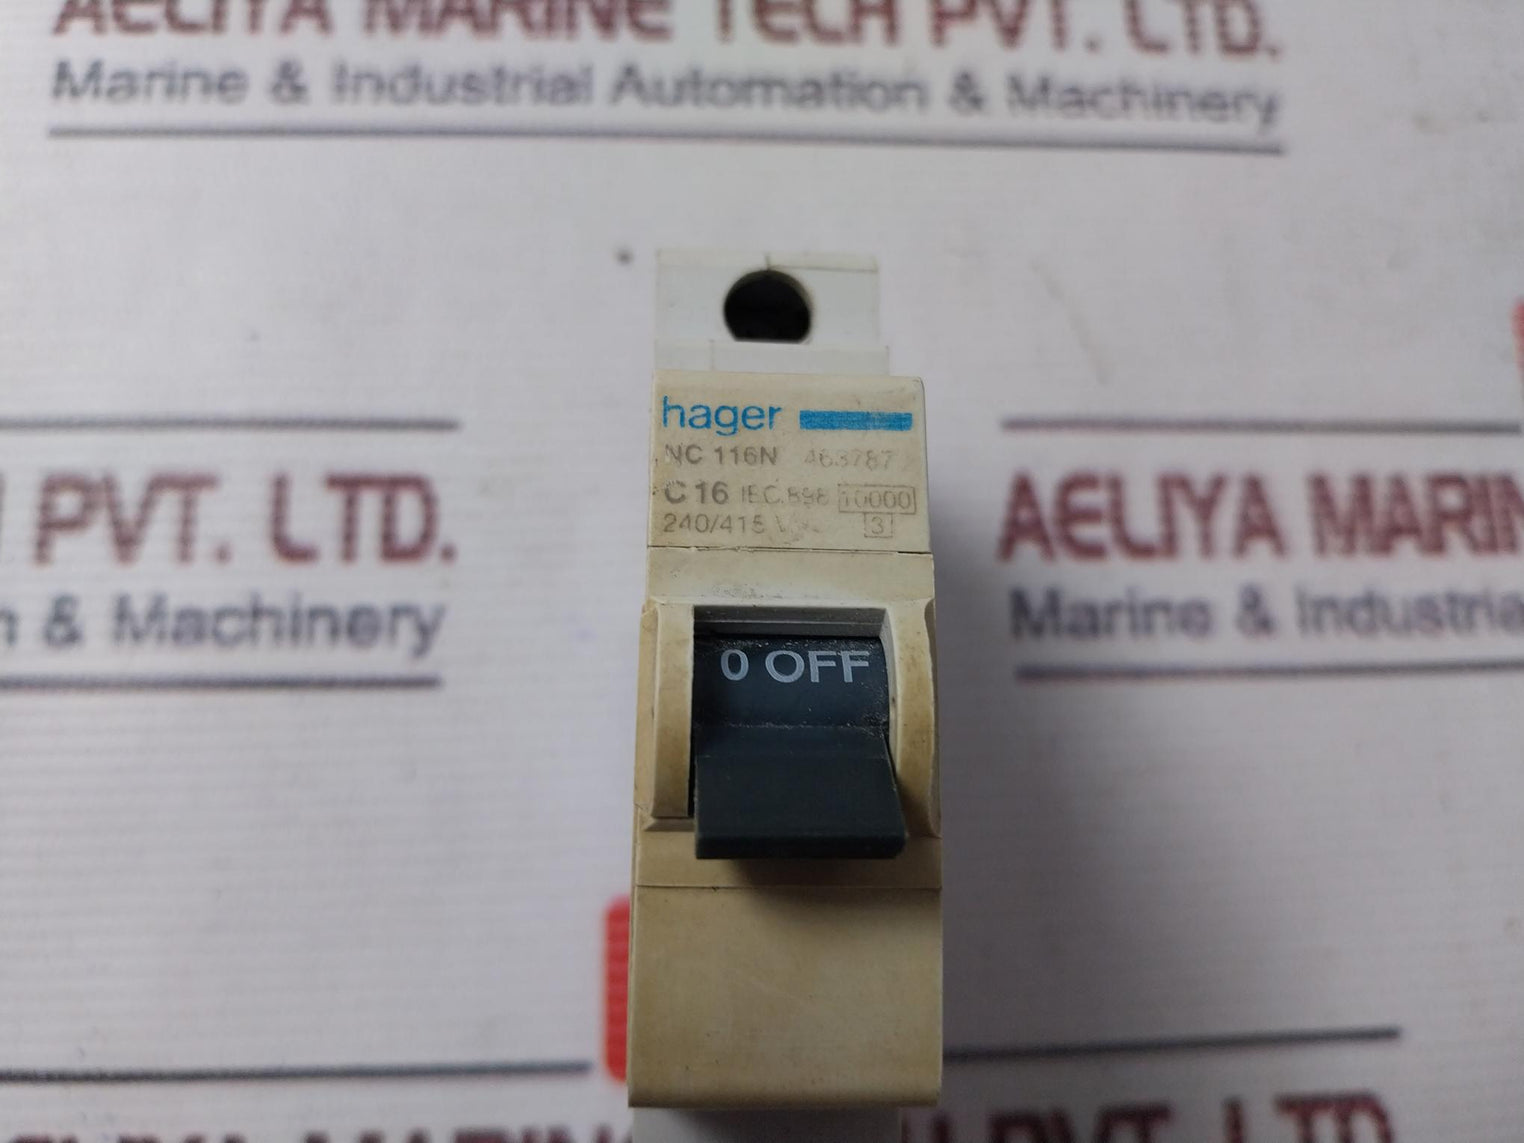 AELIYA MARINE TECH PVT. LTD.
Marine & Industrial Automation & Machinery
hager
NC 116N 463787
C 16 IEC 898 10000
240/415 V~
3
0 OFF
PVT. LTD.
& Machinery
AELIYA MARIN
Marine & Industria